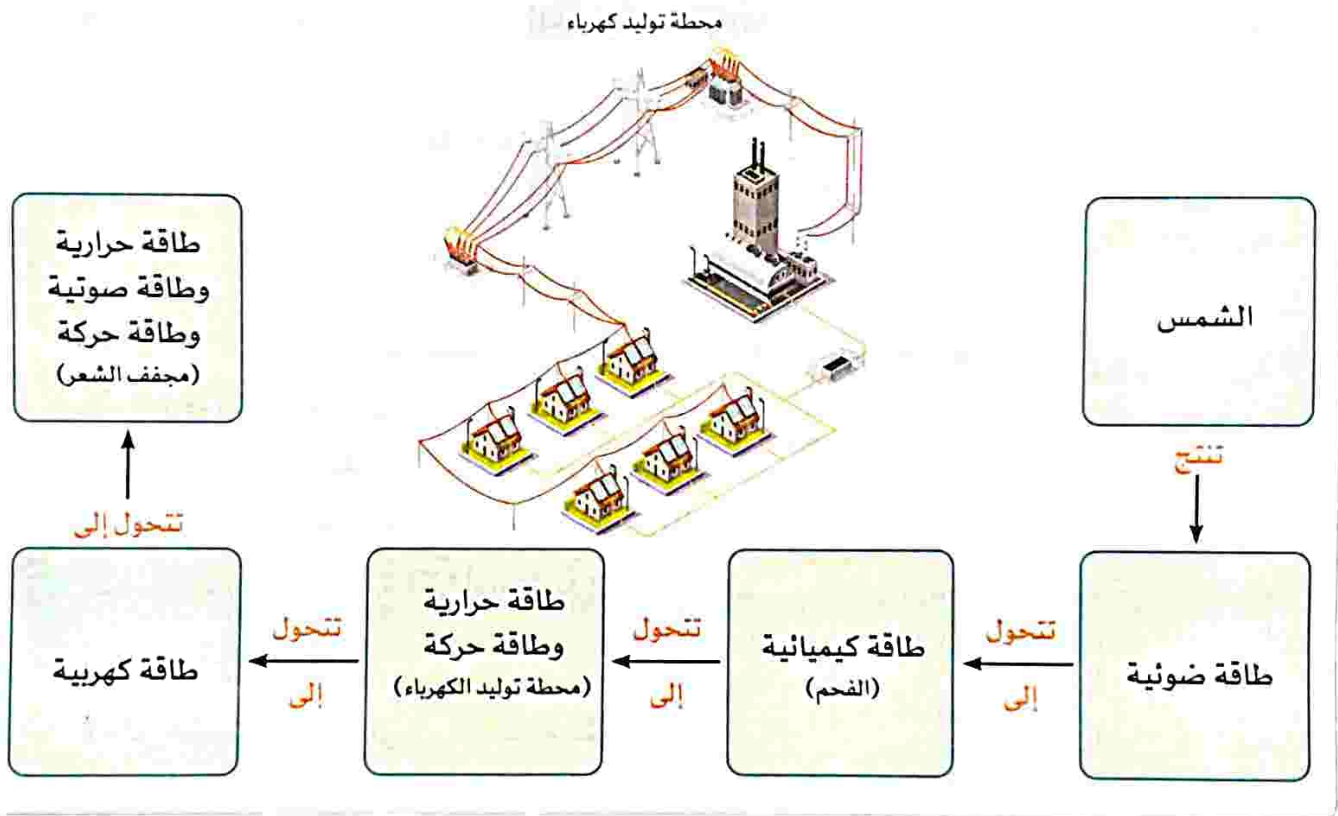 محطة توليد كهرباء
الشمس
تنتج
طاقة ضوئية
تتحول
إلى
طاقة كيميائية
(الفحم)
تتحول
إلى
طاقة حرارية
وطاقة حركة
(محطة توليد الكهرباء)
تتحول
إلى
طاقة كهربية
تتحول إلى
طاقة حرارية
وطاقة صوتية
وطاقة حركة
(مجفف الشعر)